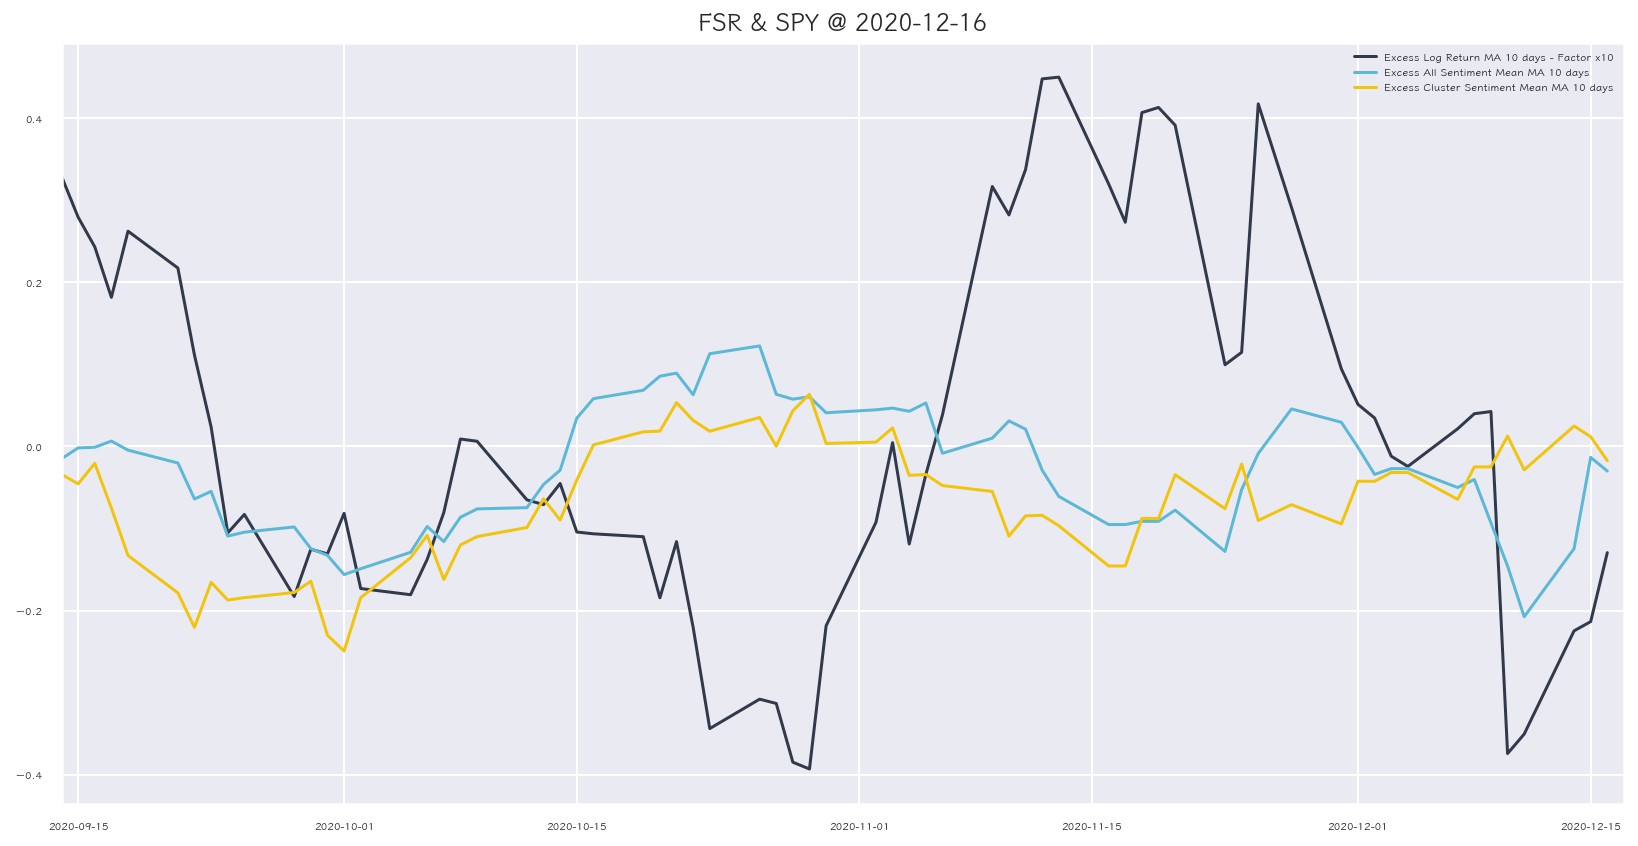 FSR & SPY @ 2020-12-16
Excess Log Return MA 10 days - Factor x10
Excess All Sentiment Mean MA 10 days
Excess Cluster Sentiment Mean MA 10 days
0.4
0.2
0.0
−0.2
−0.4
2020-09-15 2020-10-01 2020-10-15 2020-11-01 2020-11-15 2020-12-01 2020-12-15